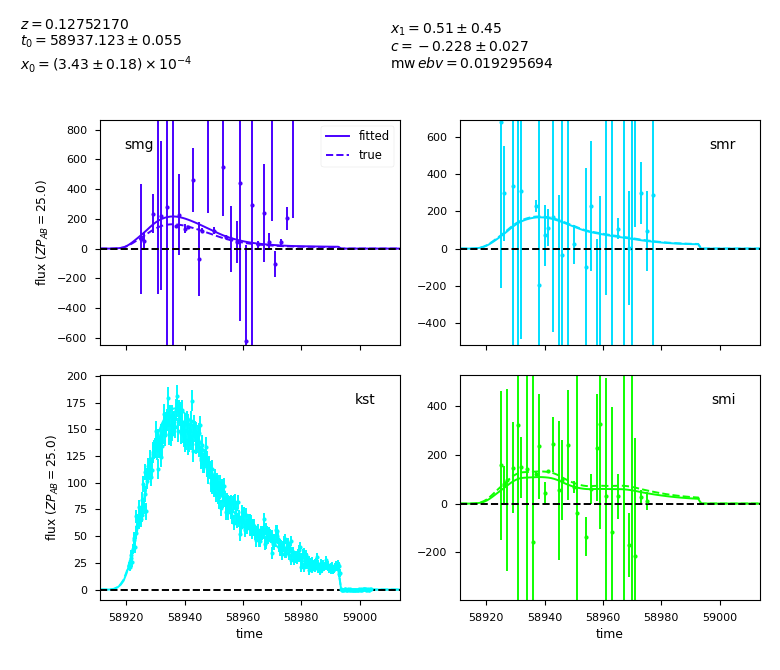 z = 0.12752170
t0 = 58937.123 ± 0.055
x0 = (3.43 ± 0.18) × 10^−4
x1 = 0.51 ± 0.45
c = −0.228 ± 0.027
mw ebv = 0.019295694
800
600
400
200
0
−200
−400
−600
flux (ZP_AB = 25.0)
smg
fitted
true
600
400
200
0
−200
−400
smr
200
175
150
125
100
75
50
25
0
flux (ZP_AB = 25.0)
kst
58920
58940
58960
58980
59000
time
400
200
0
−200
smi
58920
58940
58960
58980
59000
time